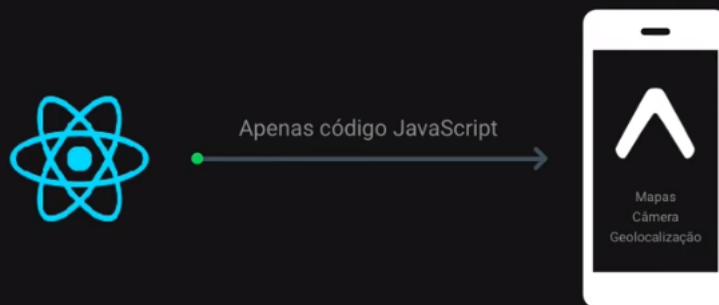 Apenas código JavaScript
Mapas
Câmera
Geolocalização